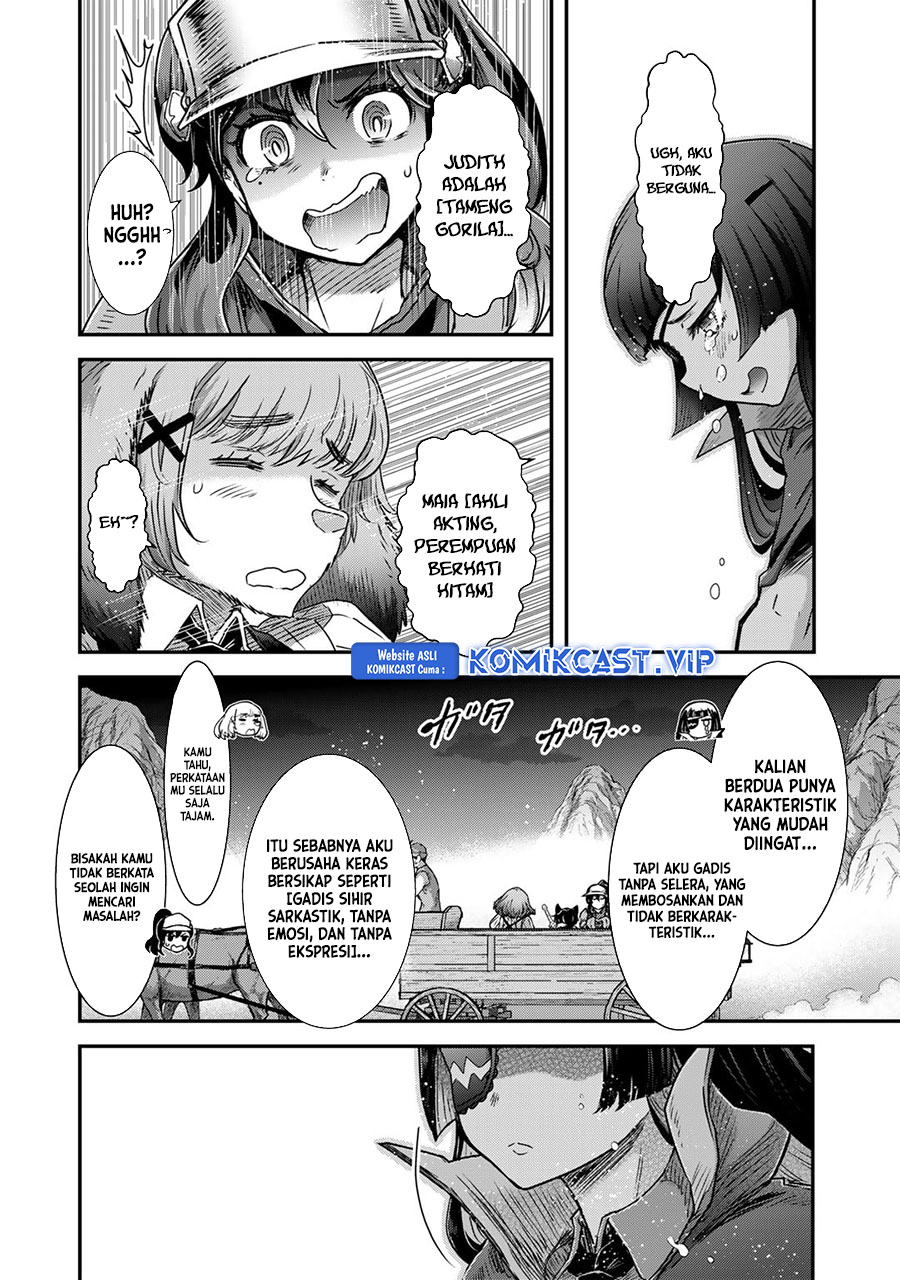 UGH, AKU
TIDAK
BERGUNA...
JUDITH
ADALAH
[TAMENG
GORILA]...
HUH?
NGGHH
...?
MAIA [AHLI
AKTING,
PEREMPUAN
BERHATI
HITAM]
EH~?
Website ASLI
KOMIKCAST Cuma :
KOMIKCAST.VIP
KALIAN
BERDUA PUNYA
KARAKTERISTIK
YANG MUDAH
DIINGAT...
TAPI AKU GADIS
TANPA SELERA, YANG
MEMBOSANKAN DAN
TIDAK BERKARAK-
TERISTIK...
ガタ…
ガタ
ITU SEBABNYA AKU
BERUSAHA KERAS
BERSIKAP SEPERTI
[GADIS SIHIR
SARKASTIK, TANPA
EMOSI, DAN TANPA
EKSPRESI]...
KAMU
TAHU,
PERKATAAN
MU SELALU
SAJA
TAJAM.
BISAKAH KAMU
TIDAK BERKATA
SEOLAH INGIN
MENCARI
MASALAH?